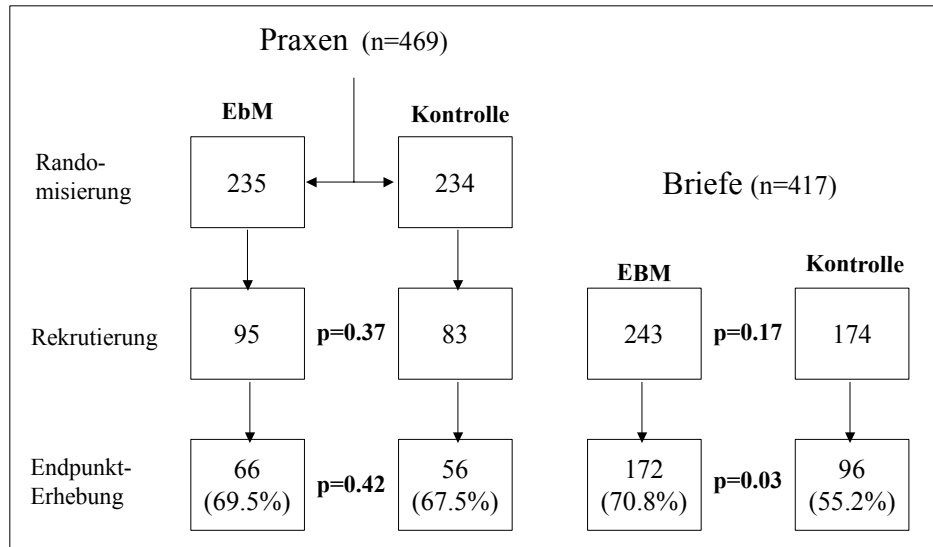 Praxen (n=469)
EbM
Kontrolle
Rando-
misierung
235
234
Briefe (n=417)
EBM
Kontrolle
Rekrutierung
95
p=0.37
83
243
p=0.17
174
Endpunkt-
Erhebung
66
(69.5%)
p=0.42
56
(67.5%)
172
(70.8%)
p=0.03
96
(55.2%)